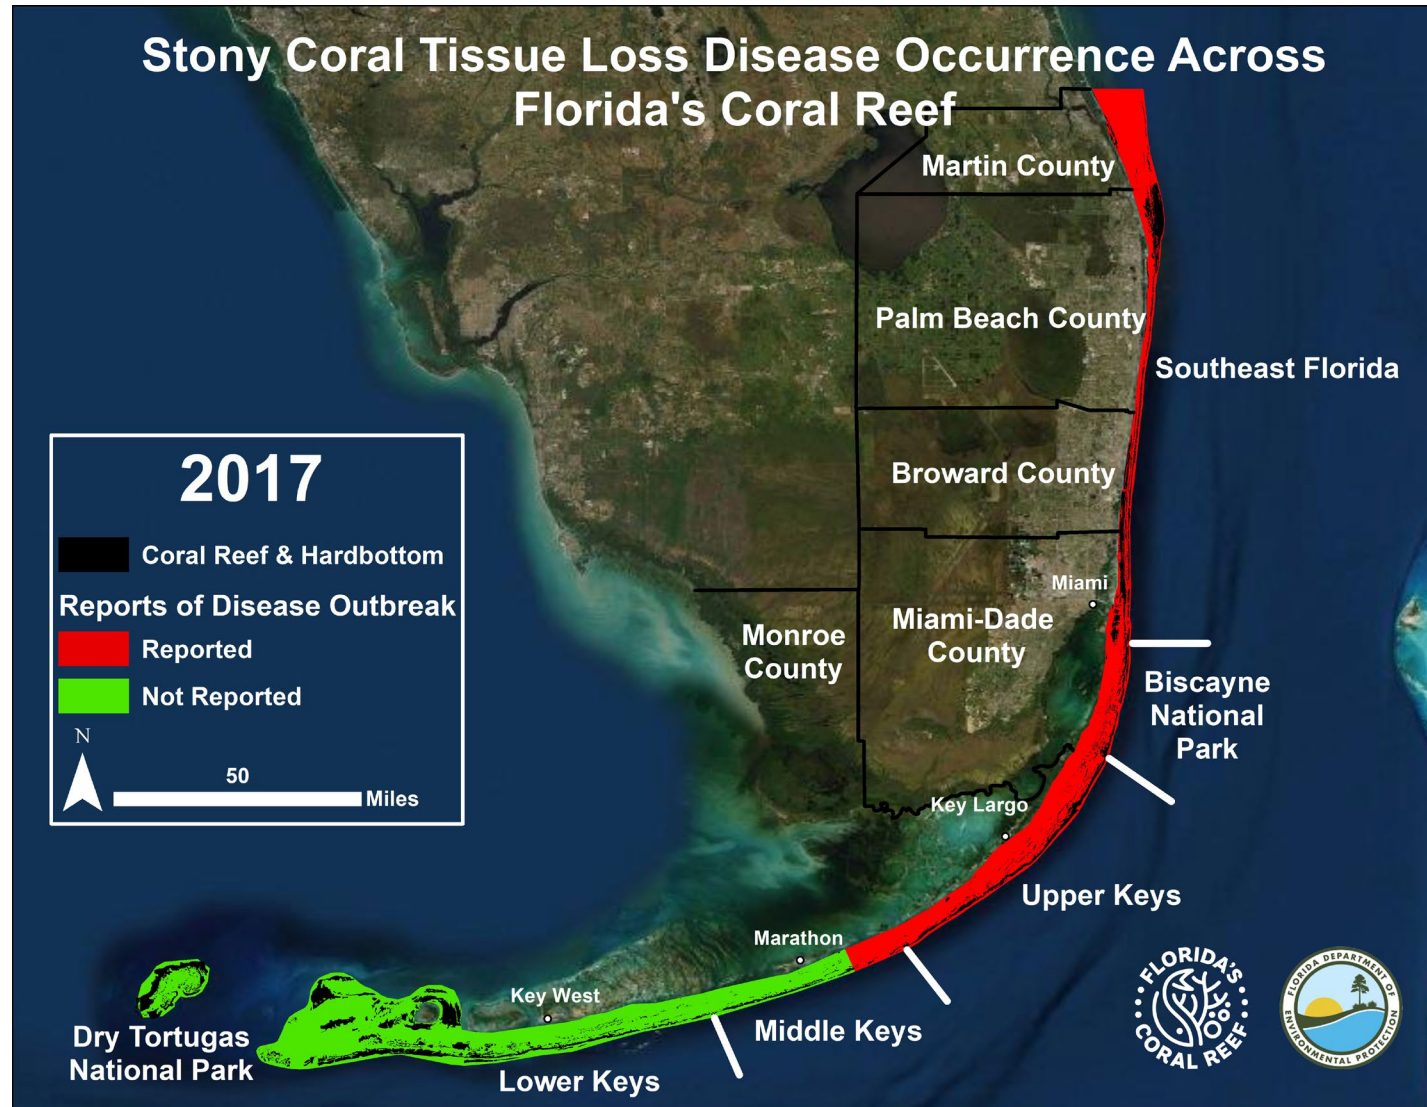 Stony Coral Tissue Loss Disease Occurrence Across
Florida's Coral Reef
Martin County
Palm Beach County
Southeast Florida
Broward County
Miami
Miami-Dade
County
Monroe
County
Biscayne
National
Park
Key Largo
Upper Keys
Marathon
Middle Keys
Key West
Lower Keys
Dry Tortugas
National Park
2017
Coral Reef & Hardbottom
Reports of Disease Outbreak
Reported
Not Reported
N
50
Miles
FLORIDA'S
CORAL REEF
FLORIDA DEPARTMENT OF
ENVIRONMENTAL PROTECTION